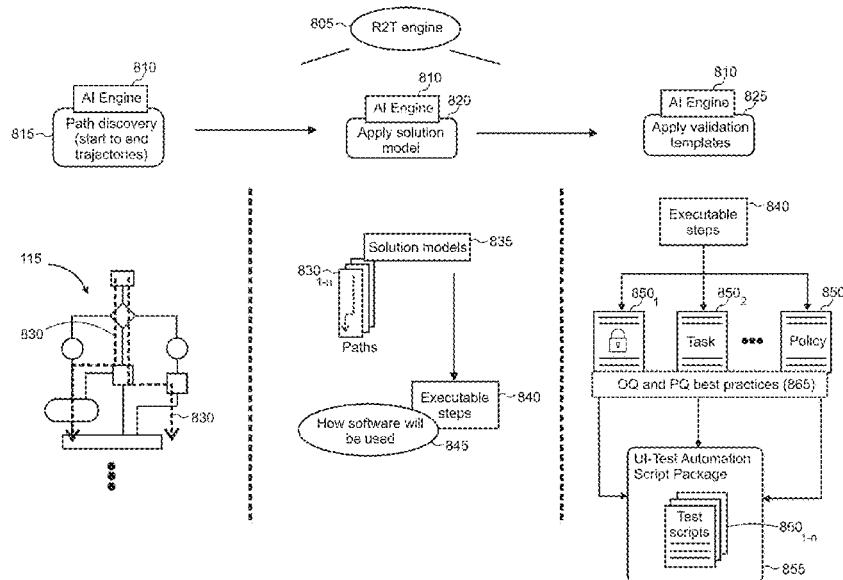 805
R2T engine
810
AI Engine
815
Path discovery
(start to end
trajectories)
810
AI Engine
820
Apply solution
model
810
AI Engine
825
Apply validation
templates
115
830
830
Solution models
835
830
1-n
Paths
Executable
steps
840
How software will
be used
845
Executable
steps
840
850
1
850
2
850
Task
Policy
OQ and PQ best practices (865)
UI-Test Automation
Script Package
Test
scripts
860
1-n
855